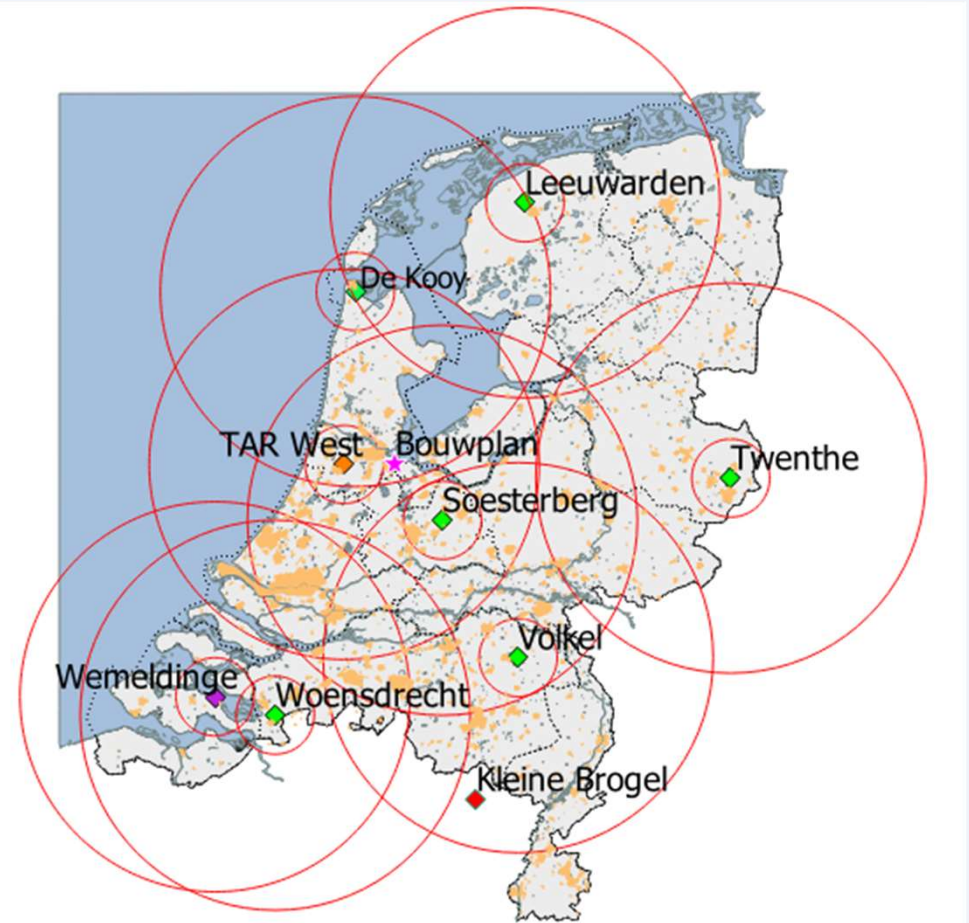 Leeuwarden
De Kooy
TAR West
Bouwplan
Twenthe
Soesterberg
Volkel
Wemeldinge
Woensdrecht
Kleine Brogel